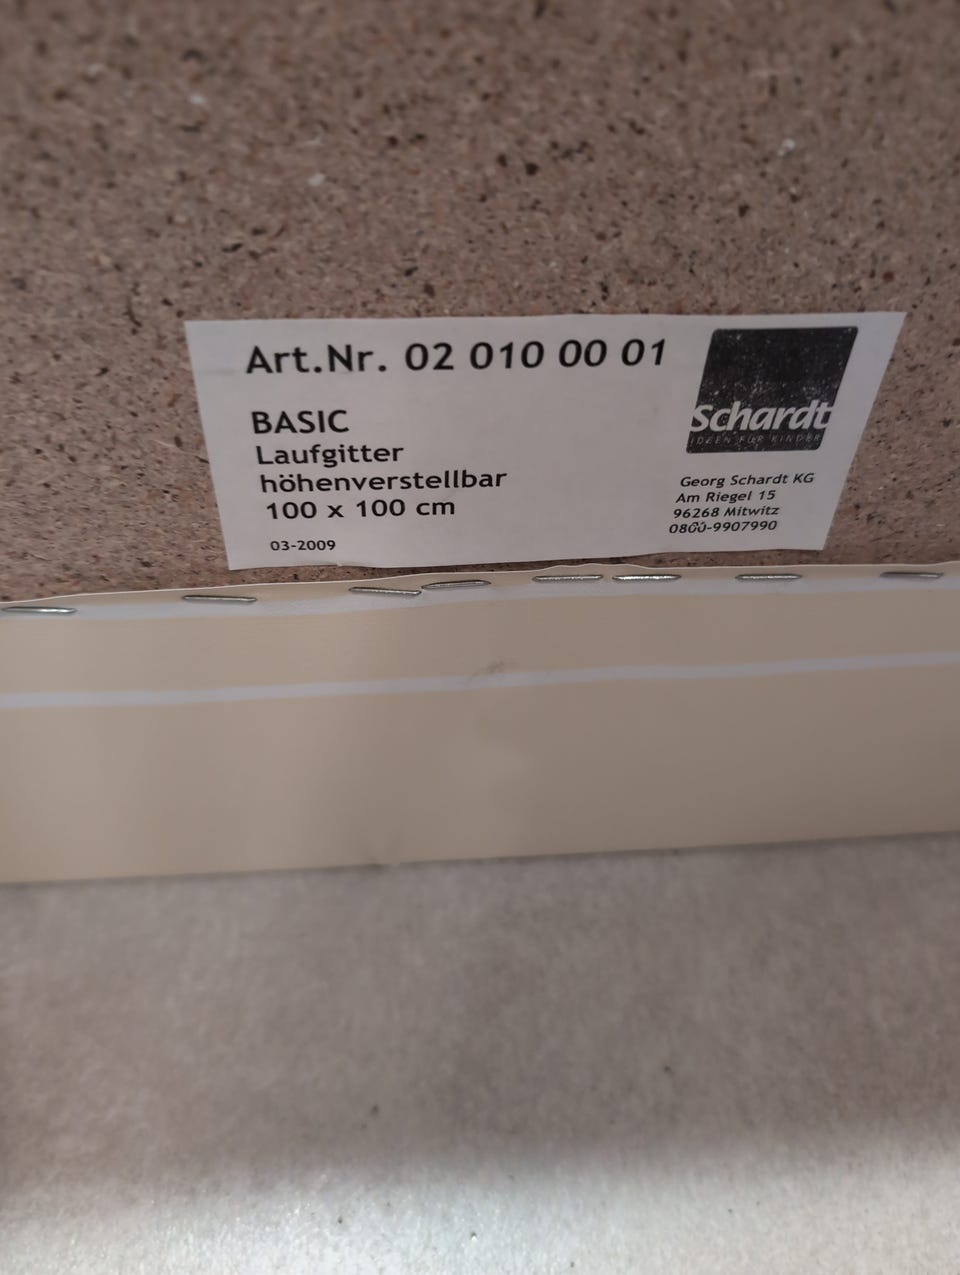 Art.Nr. 02 010 00 01
BASIC
Laufgitter
höhenverstellbar
100 x 100 cm
03-2009
Schardt
IDEEN FÜR KINDER
Georg Schardt KG
Am Riegel 15
96268 Mitwitz
0800-9907990